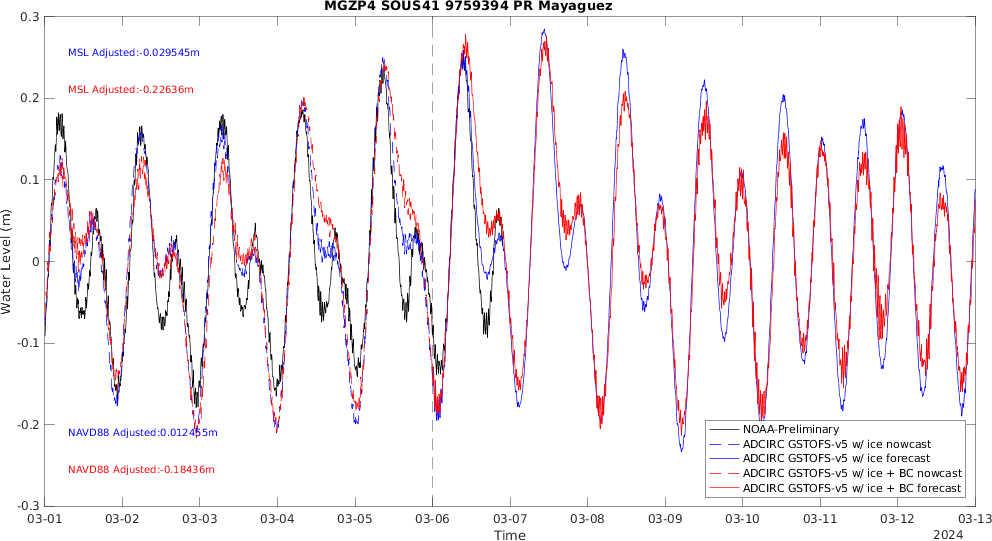 MGZP4 SOUS41 9759394 PR Mayaguez
0.3
0.2
0.1
0
-0.1
-0.2
-0.3
Water Level (m)
MSL Adjusted:-0.029545m
MSL Adjusted:-0.22636m
NAVD88 Adjusted:0.012455m
NAVD88 Adjusted:-0.18436m
NOAA-Preliminary
ADCIRC GSTOFS-v5 w/ ice nowcast
ADCIRC GSTOFS-v5 w/ ice forecast
ADCIRC GSTOFS-v5 w/ ice + BC nowcast
ADCIRC GSTOFS-v5 w/ ice + BC forecast
03-01 03-02 03-03 03-04 03-05 03-06 03-07 03-08 03-09 03-10 03-11 03-12 03-13
Time
2024